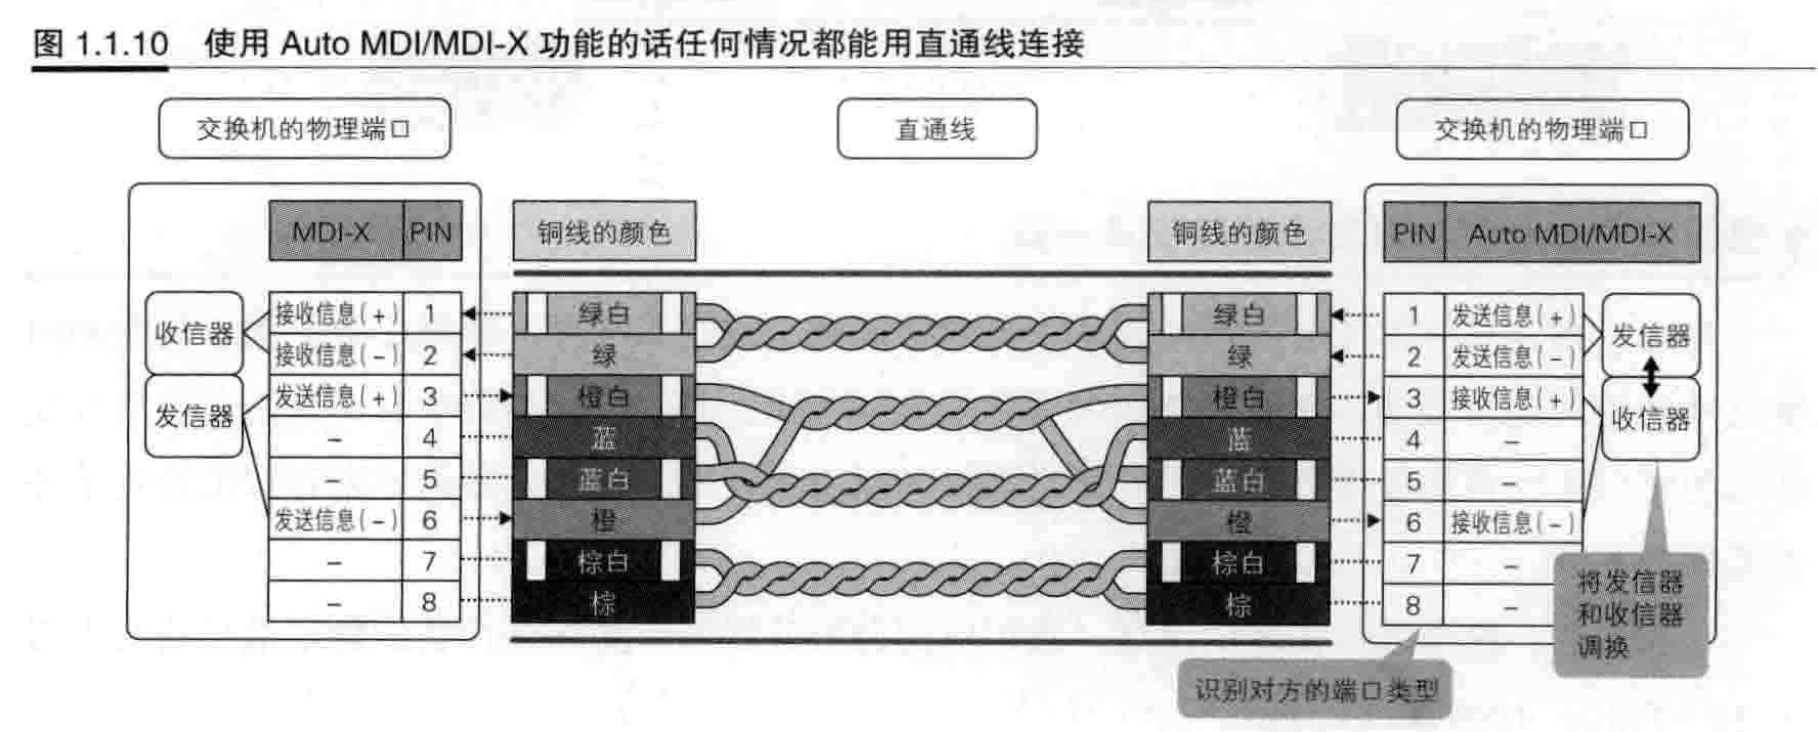 图 1.1.10 使用 Auto MDI/MDI-X 功能的话任何情况都能用直通线连接
交换机的物理端口
直通线
交换机的物理端口
MDI-X PIN
铜线的颜色
铜线的颜色
PIN Auto MDI/MDI-X
收信器
发信器
接收信息(+) 1
接收信息(-) 2
发送信息(+) 3
- 4
- 5
发送信息(-) 6
- 7
- 8
绿白
绿
橙白
蓝
蓝白
橙
棕白
棕
绿白
绿
橙白
蓝
蓝白
橙
棕白
棕
1 发送信息(+)
2 发送信息(-)
3 接收信息(+)
4 -
5 -
6 接收信息(-)
7 -
8 -
发信器
收信器
将发信器
和收信器
调换
识别对方的端口类型